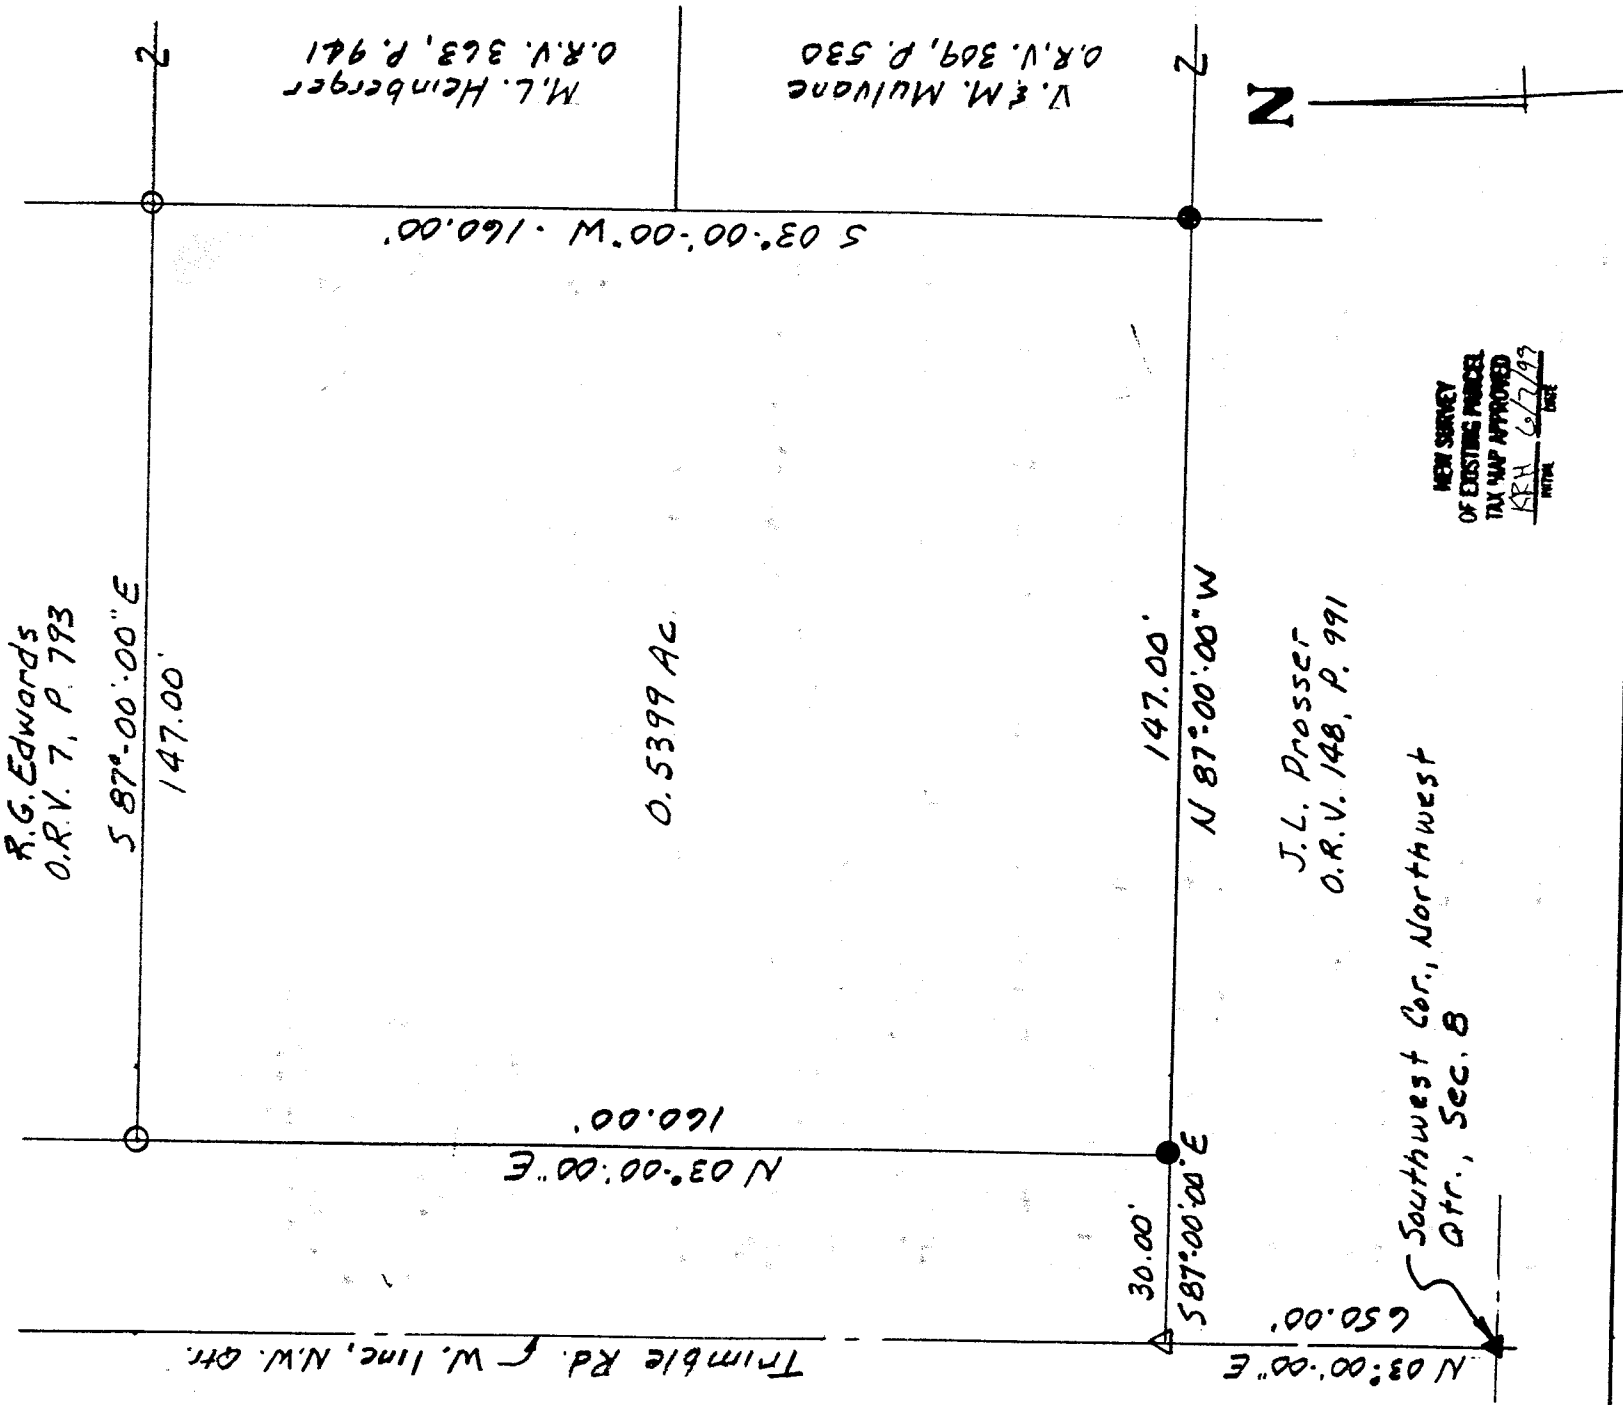 R.G. Edwards
O.R.V. 7, P. 793
S 87°-00'-00" E
147.00'
M.L. Heinberger
O.R.V. 363, P. 941
V. & M. Mulvane
O.R.V. 309, P. 530
S 03°-00'-00" W - 160.00'
N
0.5399 Ac.
N 03°-00'-00" E
160.00'
147.00'
N 87°-00'-00" W
J.L. Prosser
O.R.V. 148, P. 991
30.00'
S 87°-00'-00" E
Trimble Rd. W. line, N.W. Qtr.
N 03°-00'-00" E
650.00'
Southwest Cor., Northwest
Qtr., Sec. 8
NEW SURVEY
OF EXISTING PARCEL
TAX MAP APPROVED
KRH 6/7/93
INITIAL DATE